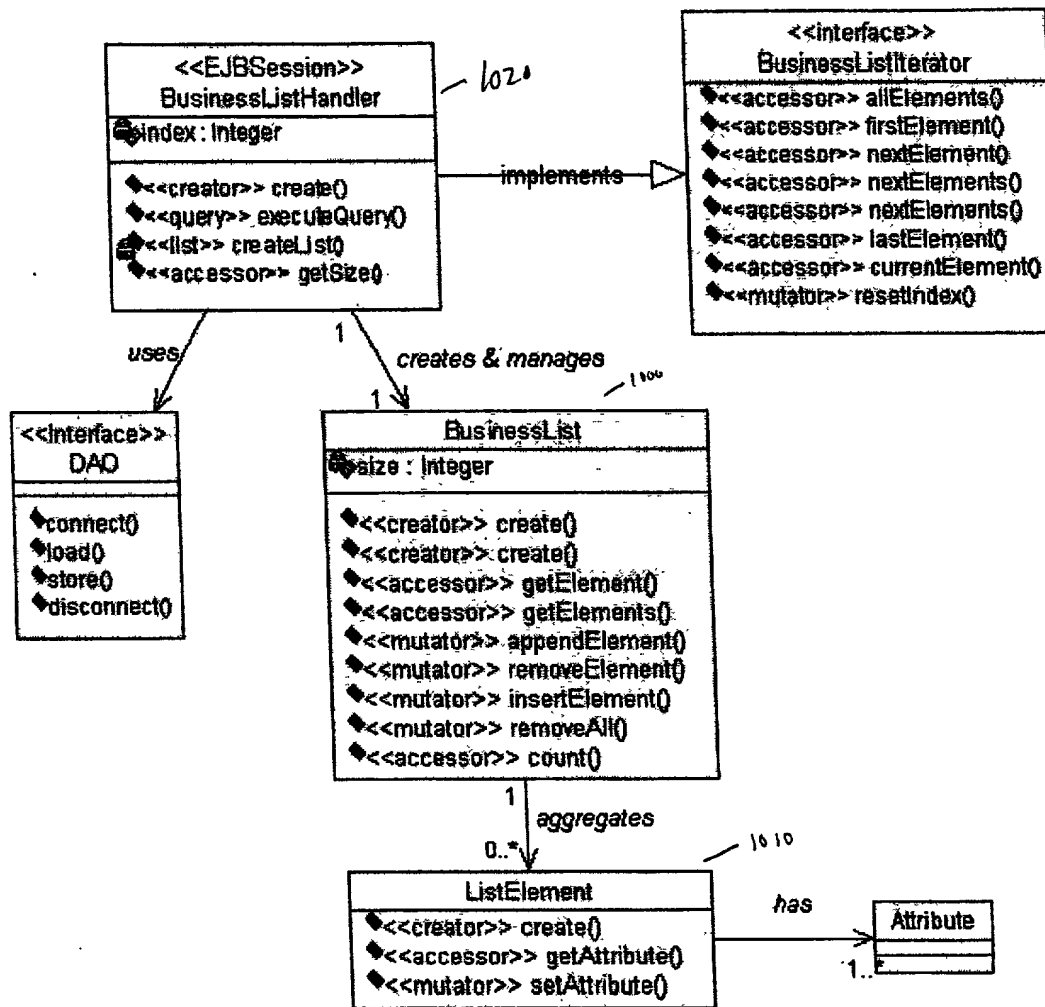 <<EJBSession>>
BusinessListHandler
index : Integer
<<creator>> create()
<<query>> executeQuery()
<<list>> createList()
<<accessor>> getSize()
1020
implements
<<interface>>
BusinessListIterator
<<accessor>> allElements()
<<accessor>> firstElement()
<<accessor>> nextElement()
<<accessor>> nextElements()
<<accessor>> nextElements()
<<accessor>> lastElement()
<<accessor>> currentElement()
<<mutator>> resetIndex()
uses
1
creates & manages
1
1000
<<Interface>>
DAO
connect()
load()
store()
disconnect()
BusinessList
size : Integer
<<creator>> create()
<<creator>> create()
<<accessor>> getElement()
<<accessor>> getElements()
<<mutator>> appendElement()
<<mutator>> removeElement()
<<mutator>> insertElement()
<<mutator>> removeAll()
<<accessor>> count()
1
aggregates
0..*
1010
ListElement
<<creator>> create()
<<accessor>> getAttribute()
<<mutator>> setAttribute()
has
1..*
Attribute